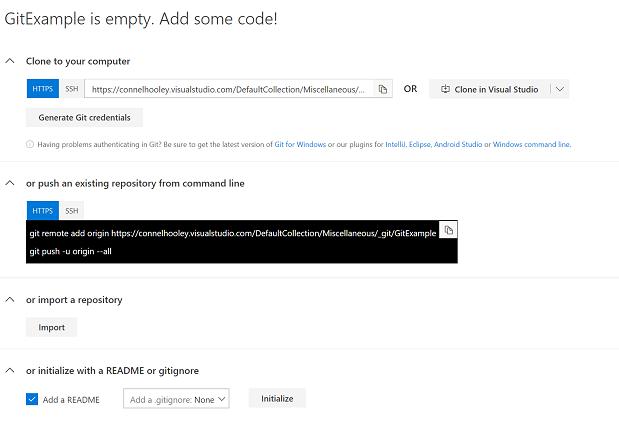 GitExample is empty. Add some code!
Clone to your computer
HTTPS SSH https://connelhooley.visualstudio.com/DefaultCollection/Miscellaneous/... OR Clone in Visual Studio
Generate Git credentials
Having problems authenticating in Git? Be sure to get the latest version of Git for Windows or our plugins for IntelliJ, Eclipse, Android Studio or Windows command line.
or push an existing repository from command line
HTTPS SSH
git remote add origin https://connelhooley.visualstudio.com/DefaultCollection/Miscellaneous/_git/GitExample
git push -u origin --all
or import a repository
Import
or initialize with a README or gitignore
Add a README Add a .gitignore: None Initialize